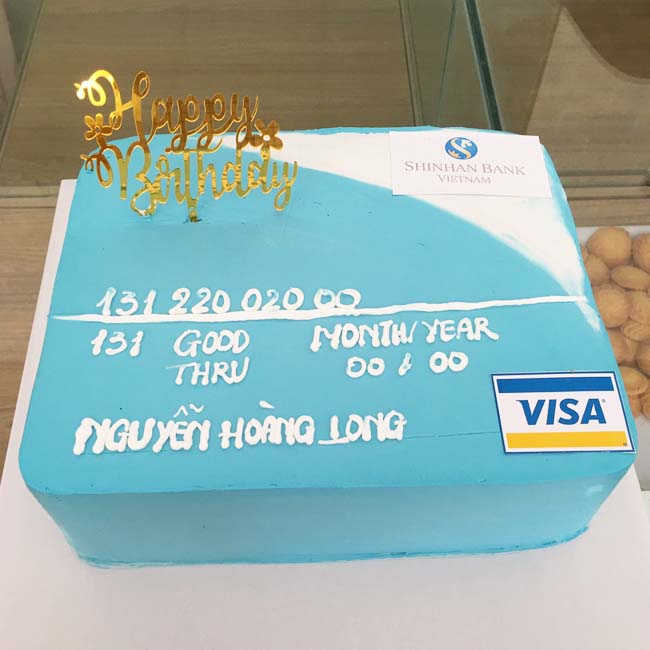 Happy
Birthday
SHINHAN BANK
VIETNAM
131 220 020 00
131 GOOD THRU MONTH/YEAR
00 / 00
NGUYỄN HOÀNG LONG
VISA